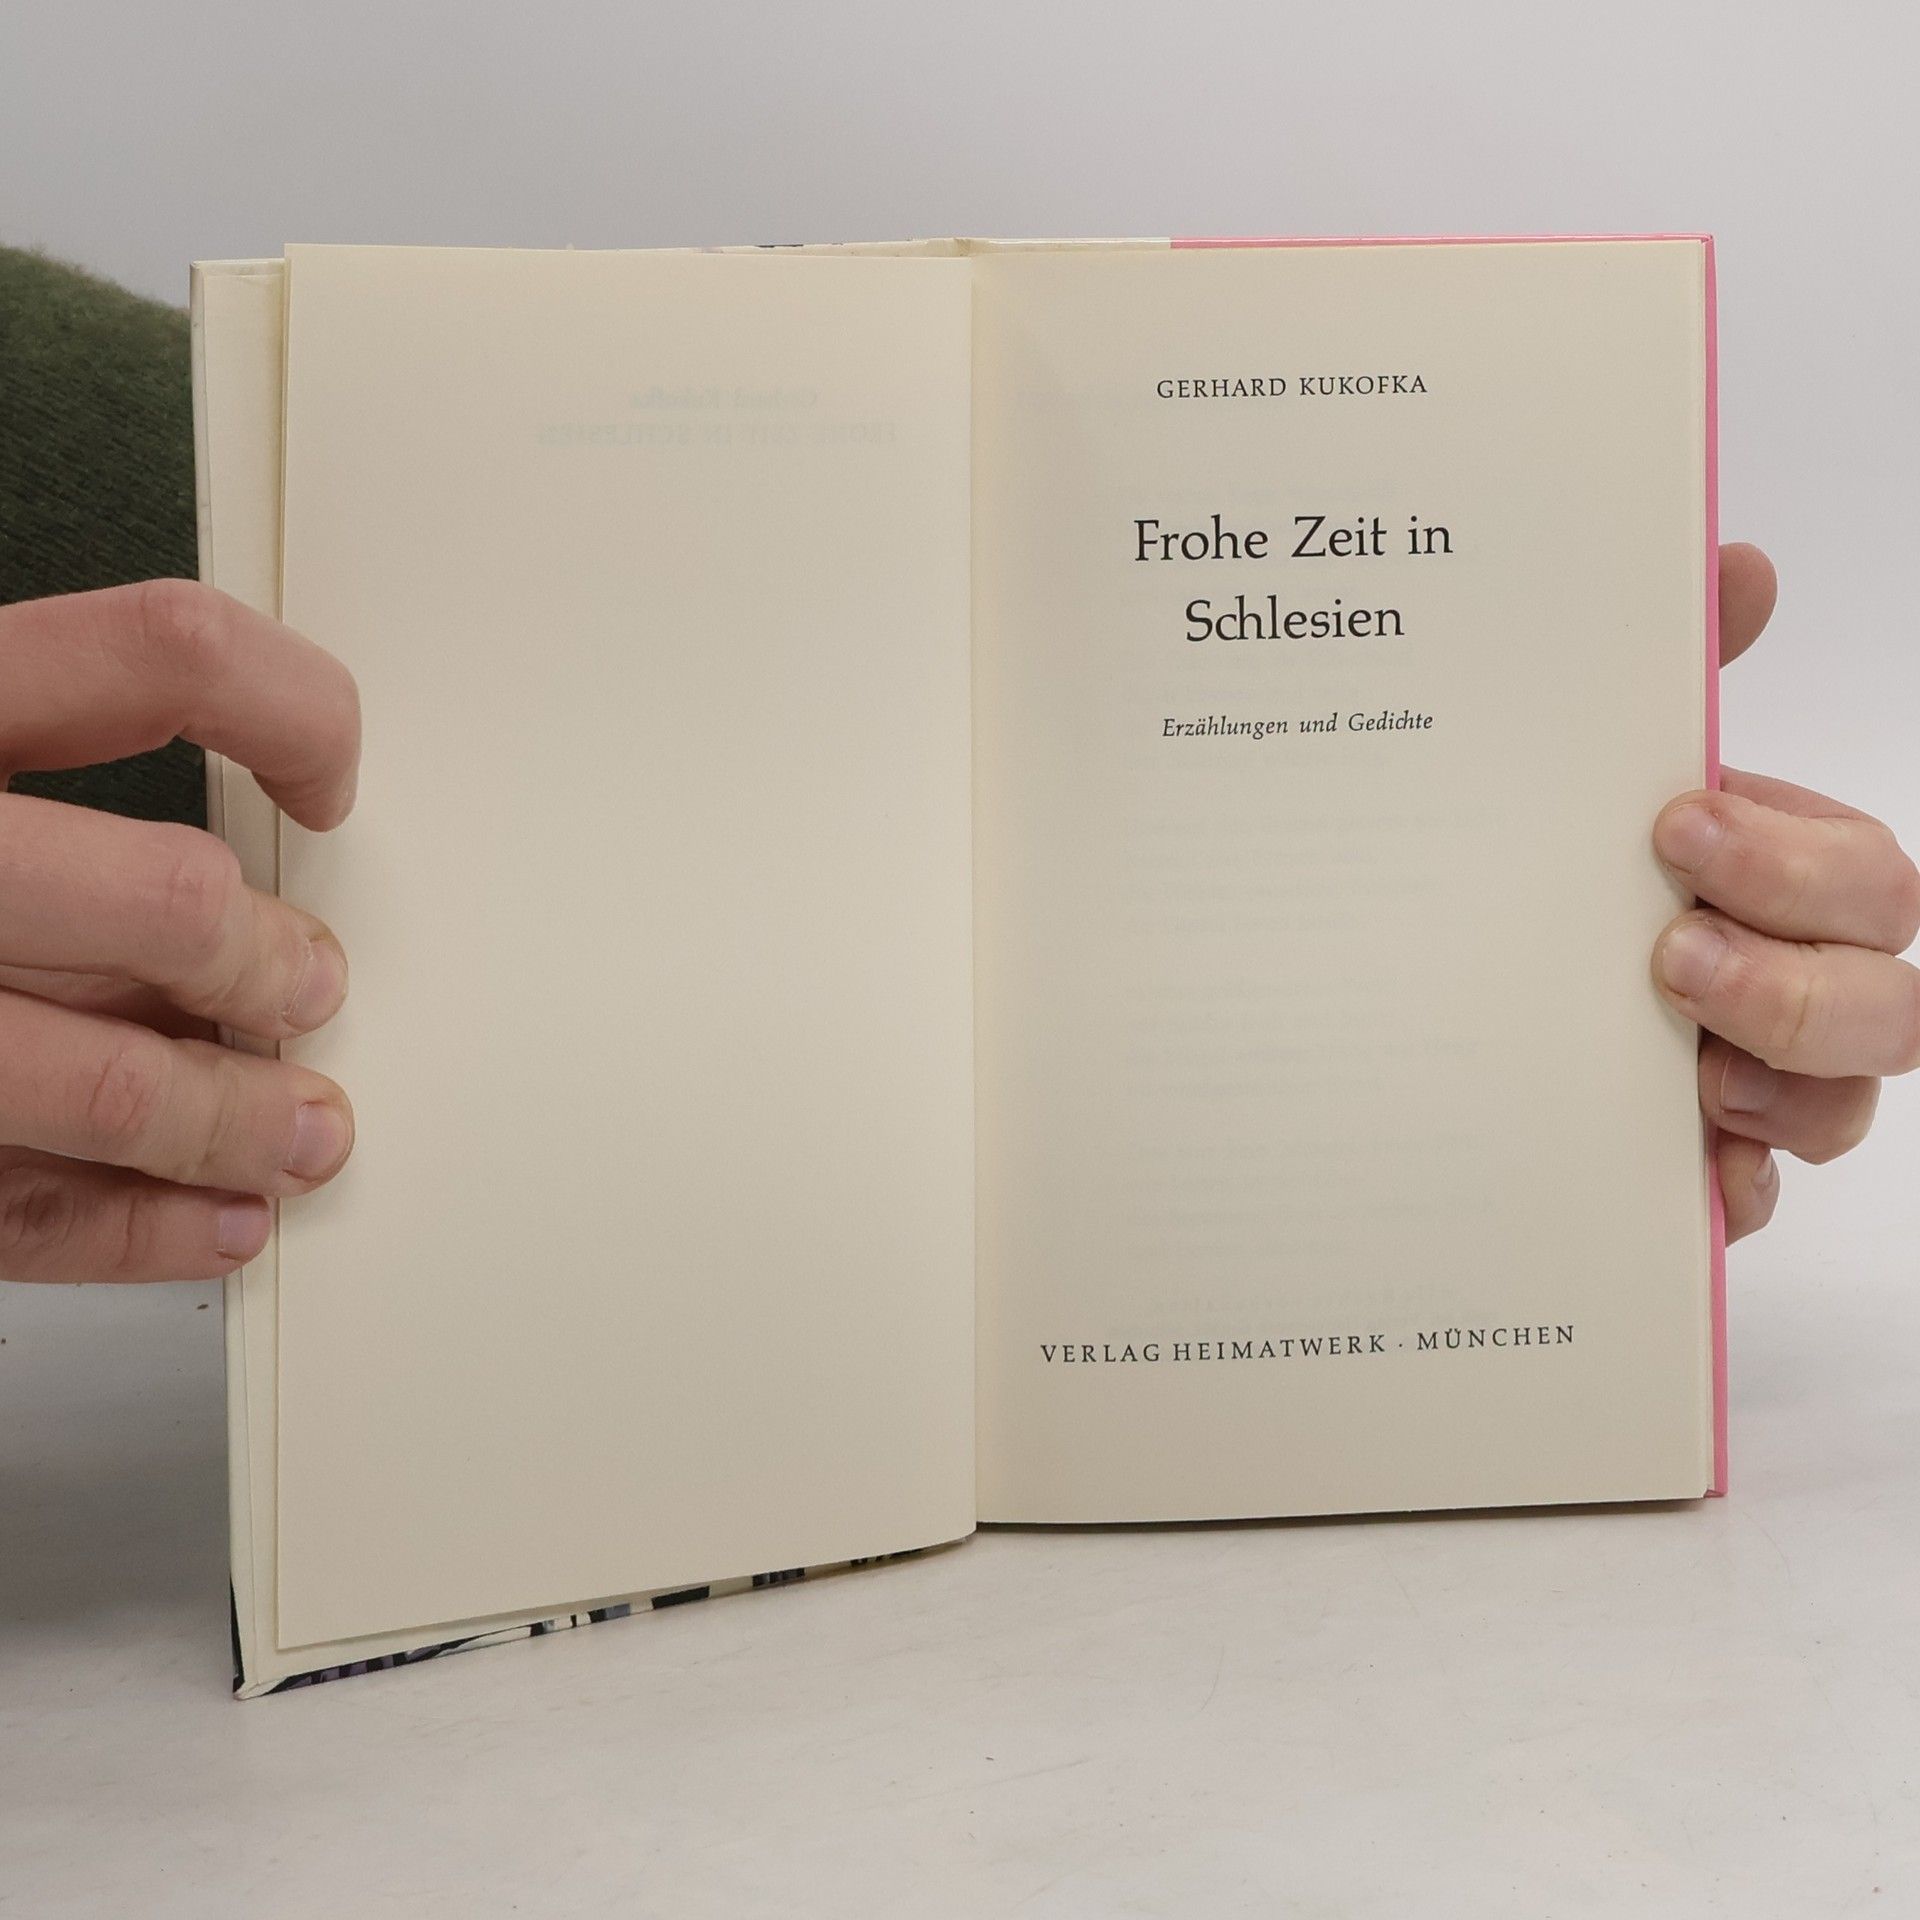 GERHARD KUKOFKA
Frohe Zeit in
Schlesien
Erzählungen und Gedichte
VERLAG HEIMATWERK · MÜNCHEN